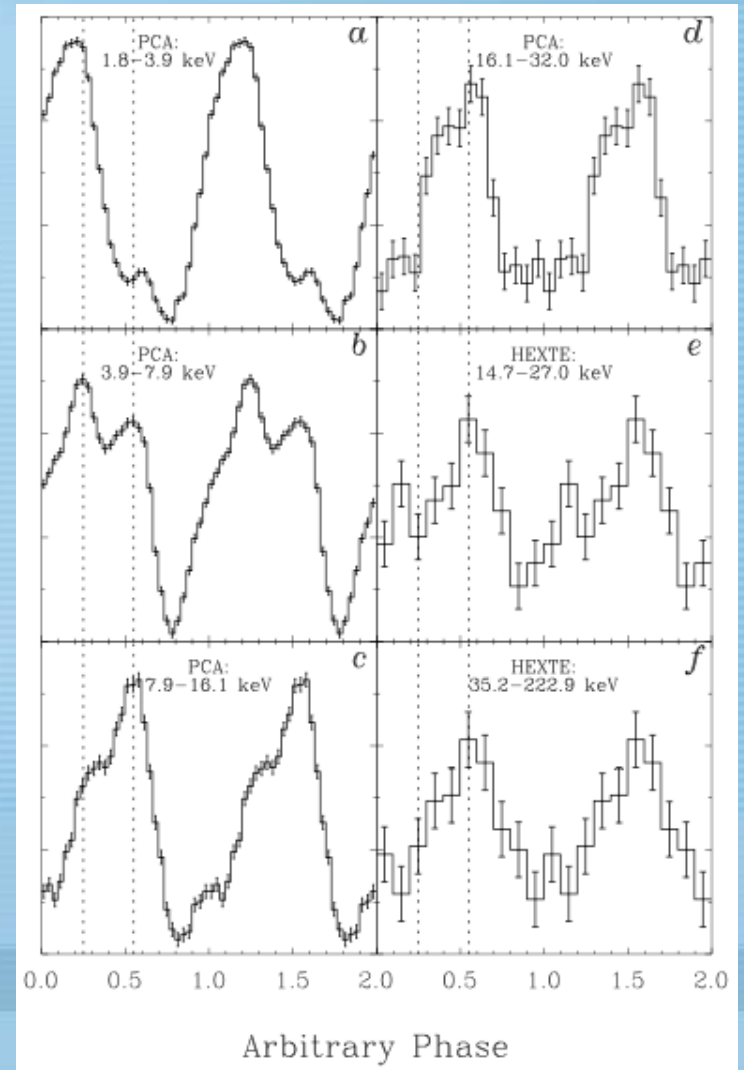 a
PCA:
1.8−3.9 keV
d
PCA:
16.1−32.0 keV
b
PCA:
3.9−7.9 keV
e
HEXTE:
14.7−27.0 keV
c
PCA:
7.9−16.1 keV
f
HEXTE:
35.2−222.9 keV
0.0 0.5 1.0 1.5 2.0 0.5 1.0 1.5 2.0
Arbitrary Phase